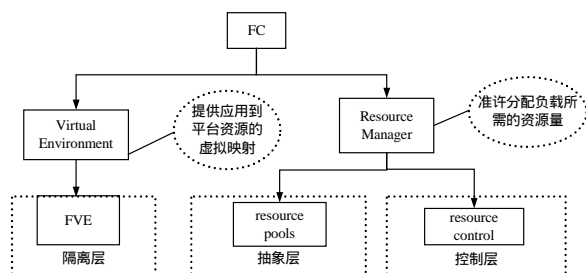 FC
Virtual
Environment
提供应用到
平台资源的
虚拟映射
Resource
Manager
准许分配负载所
需的资源量
FVE
隔离层
resource
pools
抽象层
resource
control
控制层